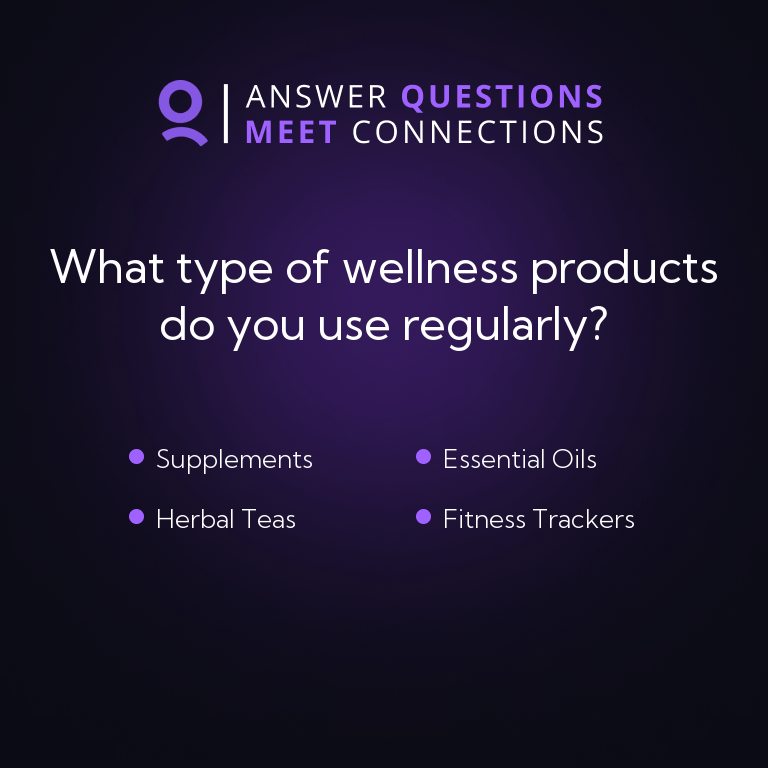 ANSWER QUESTIONS
MEET CONNECTIONS
What type of wellness products
do you use regularly?
Supplements
Essential Oils
Herbal Teas
Fitness Trackers